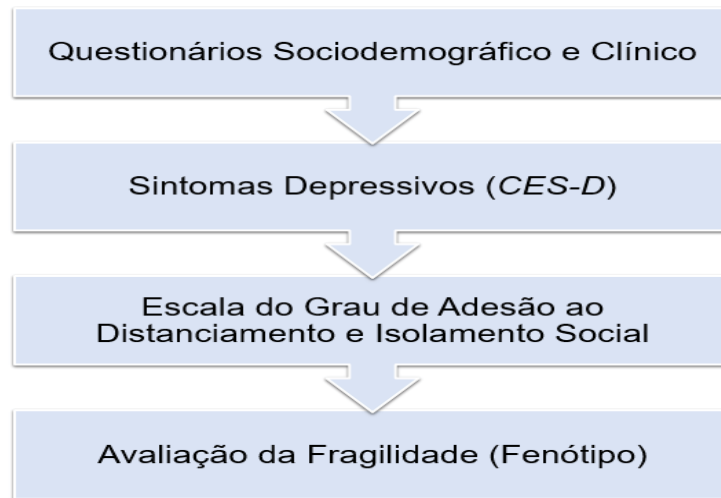 Questionários Sociodemográfico e Clínico
Sintomas Depressivos (CES-D)
Escala do Grau de Adesão ao
Distanciamento e Isolamento Social
Avaliação da Fragilidade (Fenótipo)